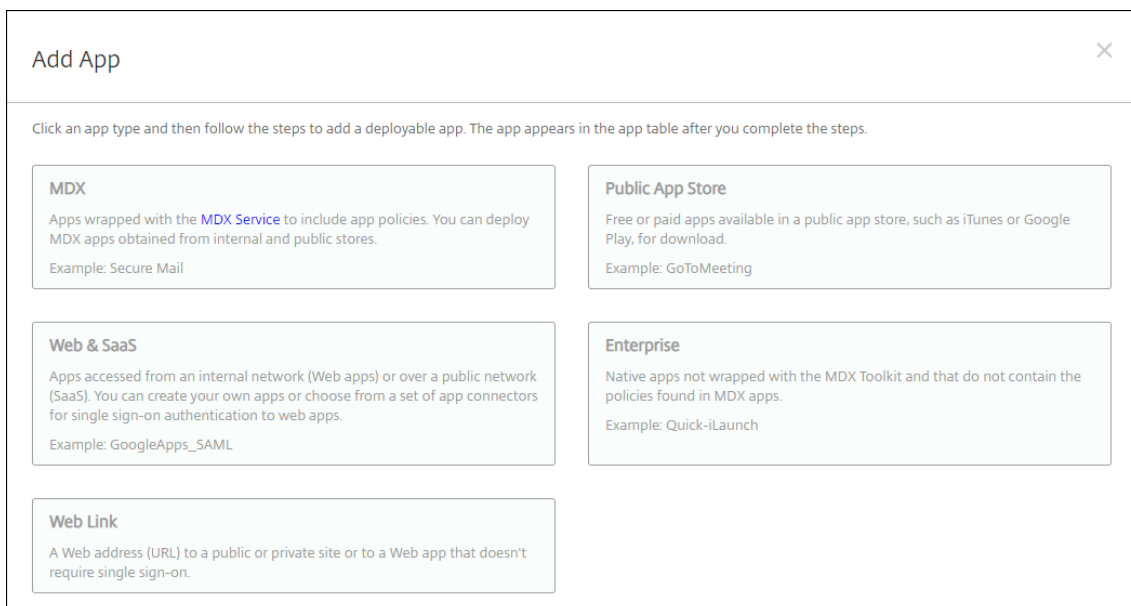 Add App
Click an app type and then follow the steps to add a deployable app. The app appears in the app table after you complete the steps.
MDX
Apps wrapped with the MDX Service to include app policies. You can deploy
MDX apps obtained from internal and public stores.
Example: Secure Mail
Public App Store
Free or paid apps available in a public app store, such as iTunes or Google
Play, for download.
Example: GoToMeeting
Web & SaaS
Apps accessed from an internal network (Web apps) or over a public network
(SaaS). You can create your own apps or choose from a set of app connectors
for single sign-on authentication to web apps.
Example: GoogleApps_SAML
Enterprise
Native apps not wrapped with the MDX Toolkit and that do not contain the
policies found in MDX apps.
Example: Quick-iLaunch
Web Link
A Web address (URL) to a public or private site or to a Web app that doesn't
require single sign-on.